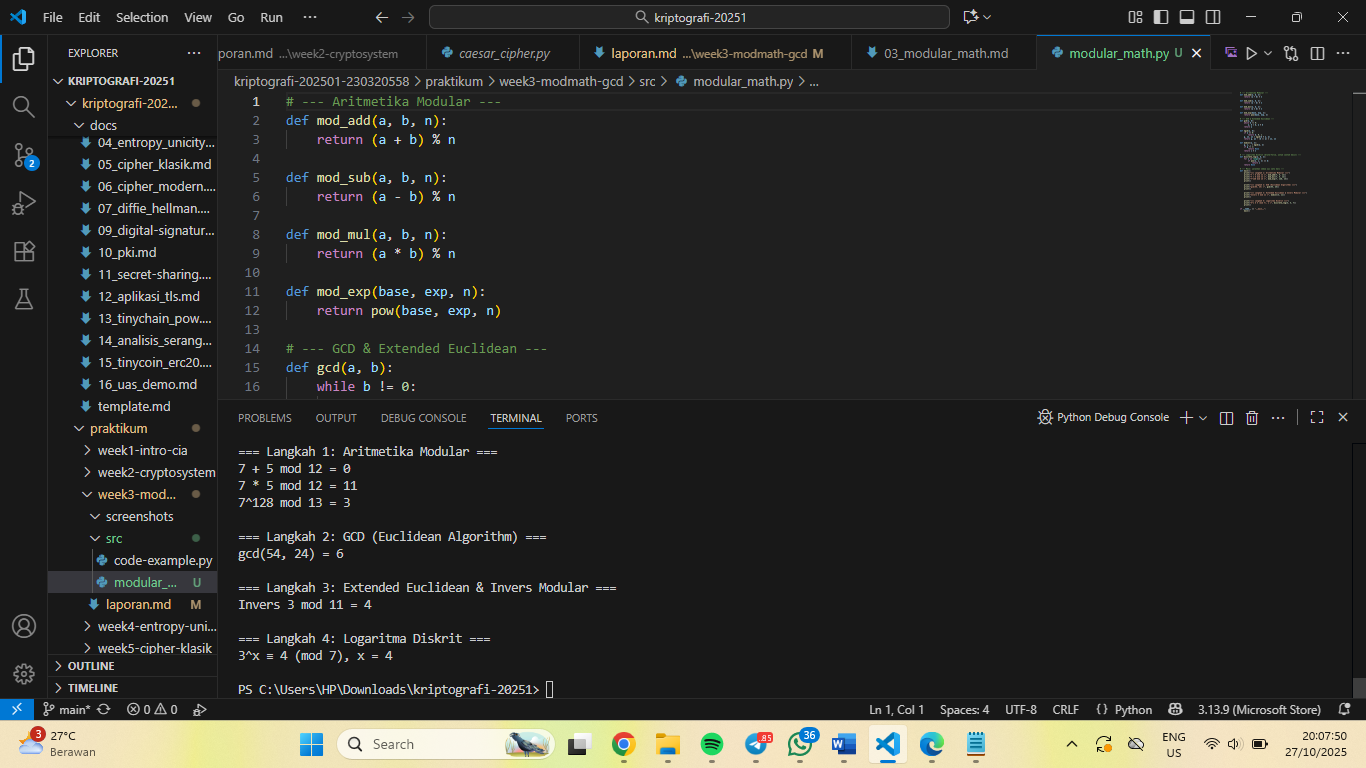 File Edit Selection View Go Run ···
kriptografi-20251
EXPLORER ···
poran.md ...\week2-cryptosystem
caesar_cipher.py
laporan.md ...\week3-modmath-gcd M
03_modular_math.md
modular_math.py U
KRIPTOGRAFI-20251
kriptografi-202...
docs
04_entropy_unicity...
05_cipher_klasik.md
06_cipher_modern....
07_diffie_hellman....
09_digital-signatur...
10_pki.md
11_secret-sharing....
12_aplikasi_tls.md
13_tinychain_pow....
14_analisis_serang...
15_tinycoin_erc20....
16_uas_demo.md
template.md
praktikum
week1-intro-cia
week2-cryptosystem
week3-mod...
screenshots
src
code-example.py
modular_... U
laporan.md M
week4-entropy-uni...
week5-cipher-klasik
OUTLINE
TIMELINE
2
kriptografi-202501-230320558 > praktikum > week3-modmath-gcd > src > modular_math.py > ...
1 # --- Aritmetika Modular ---
2 def mod_add(a, b, n):
3 return (a + b) % n
4
5 def mod_sub(a, b, n):
6 return (a - b) % n
7
8 def mod_mul(a, b, n):
9 return (a * b) % n
10
11 def mod_exp(base, exp, n):
12 return pow(base, exp, n)
13
14 # --- GCD & Extended Euclidean ---
15 def gcd(a, b):
16 while b != 0:
PROBLEMS OUTPUT DEBUG CONSOLE TERMINAL PORTS
Python Debug Console
=== Langkah 1: Aritmetika Modular ===
7 + 5 mod 12 = 0
7 * 5 mod 12 = 11
7^128 mod 13 = 3
=== Langkah 2: GCD (Euclidean Algorithm) ===
gcd(54, 24) = 6
=== Langkah 3: Extended Euclidean & Invers Modular ===
Invers 3 mod 11 = 4
=== Langkah 4: Logaritma Diskrit ===
3^x ≡ 4 (mod 7), x = 4
PS C:\Users\HP\Downloads\kriptografi-20251>
main* 0 0
Ln 1, Col 1 Spaces: 4 UTF-8 CRLF {} Python 3.13.9 (Microsoft Store)
3
27°C
Berawan
Search
85
36
ENG
US
20:07:50
27/10/2025